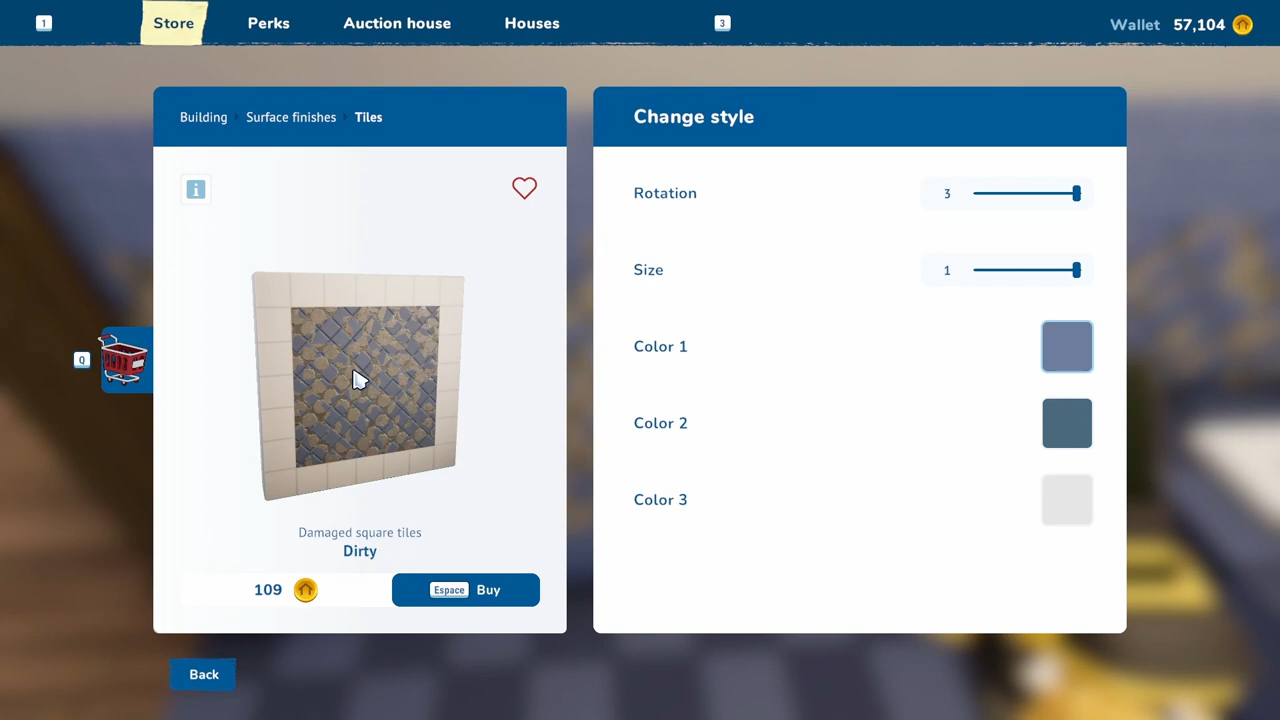 1
Store
Perks
Auction house
Houses
3
Wallet 57,104
Building
Surface finishes
Tiles
i
Damaged square tiles
Dirty
109
Espace Buy
Change style
Rotation
3
Size
1
Color 1
Color 2
Color 3
Q
Back